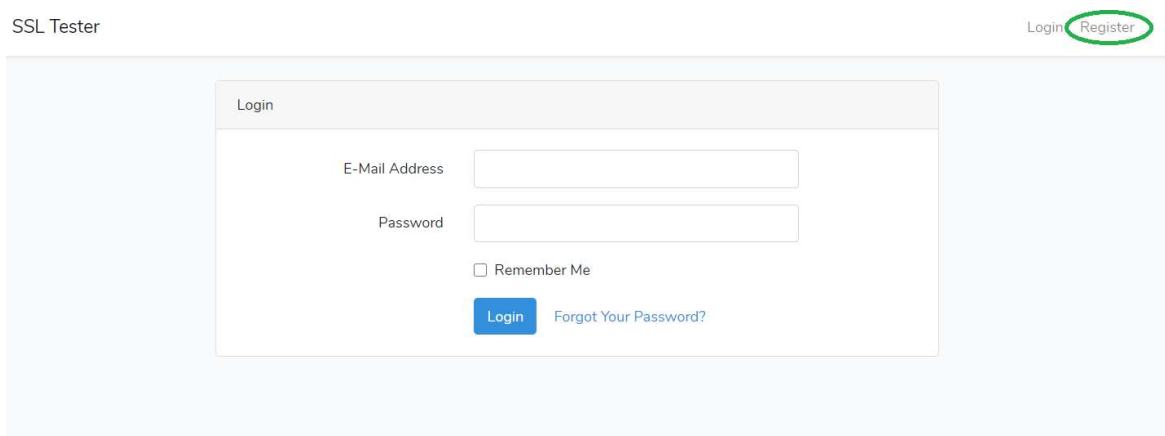 SSL Tester
Login Register
Login
E-Mail Address
Password
Remember Me
Login Forgot Your Password?